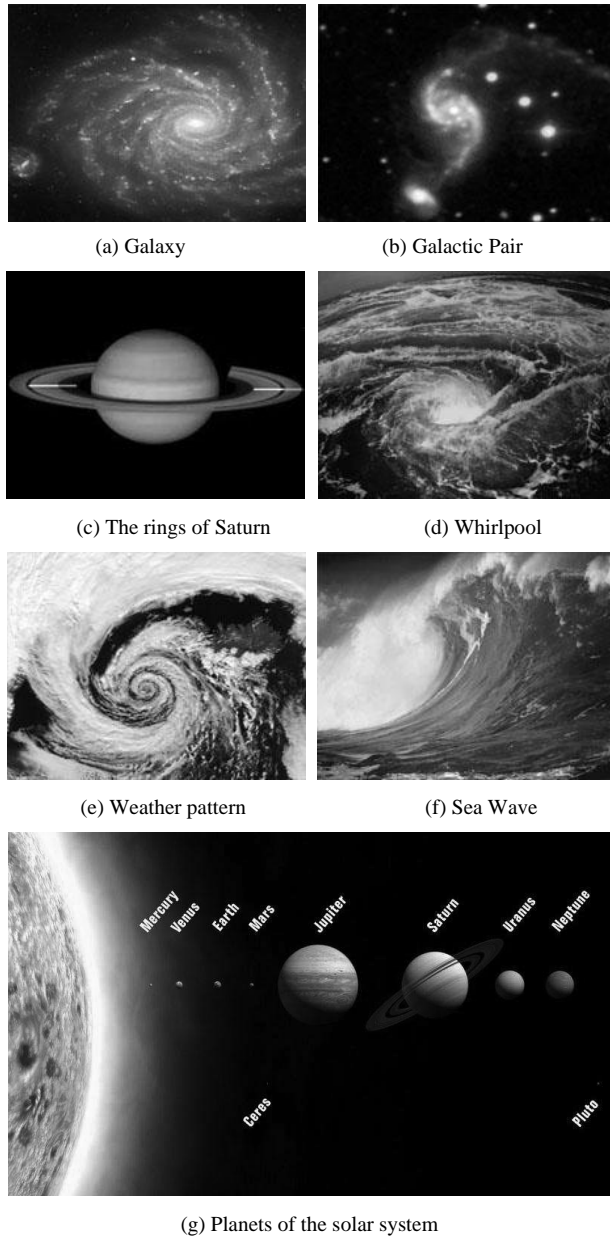 (a) Galaxy
(b) Galactic Pair
(c) The rings of Saturn
(d) Whirlpool
(e) Weather pattern
(f) Sea Wave
Mercury
Venus
Earth
Mars
Jupiter
Saturn
Uranus
Neptune
Ceres
Pluto
(g) Planets of the solar system